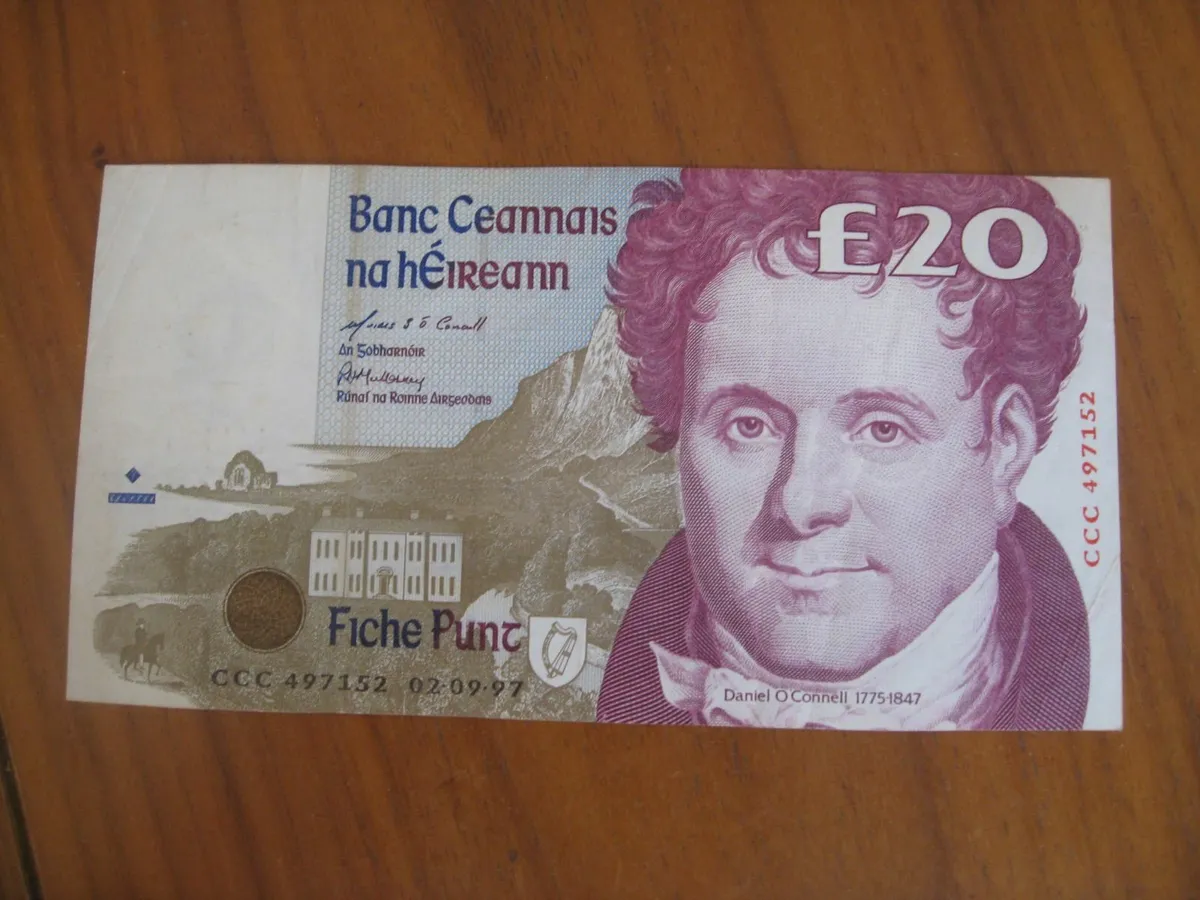 Banc Ceannais
na hÉireann
£20
An Gobharnóir
Rúnaí na Roinne Airgeadais
Fiche Punt
CCC 497152 02·09·97
Daniel O'Connell 1775-1847
CCC 497152